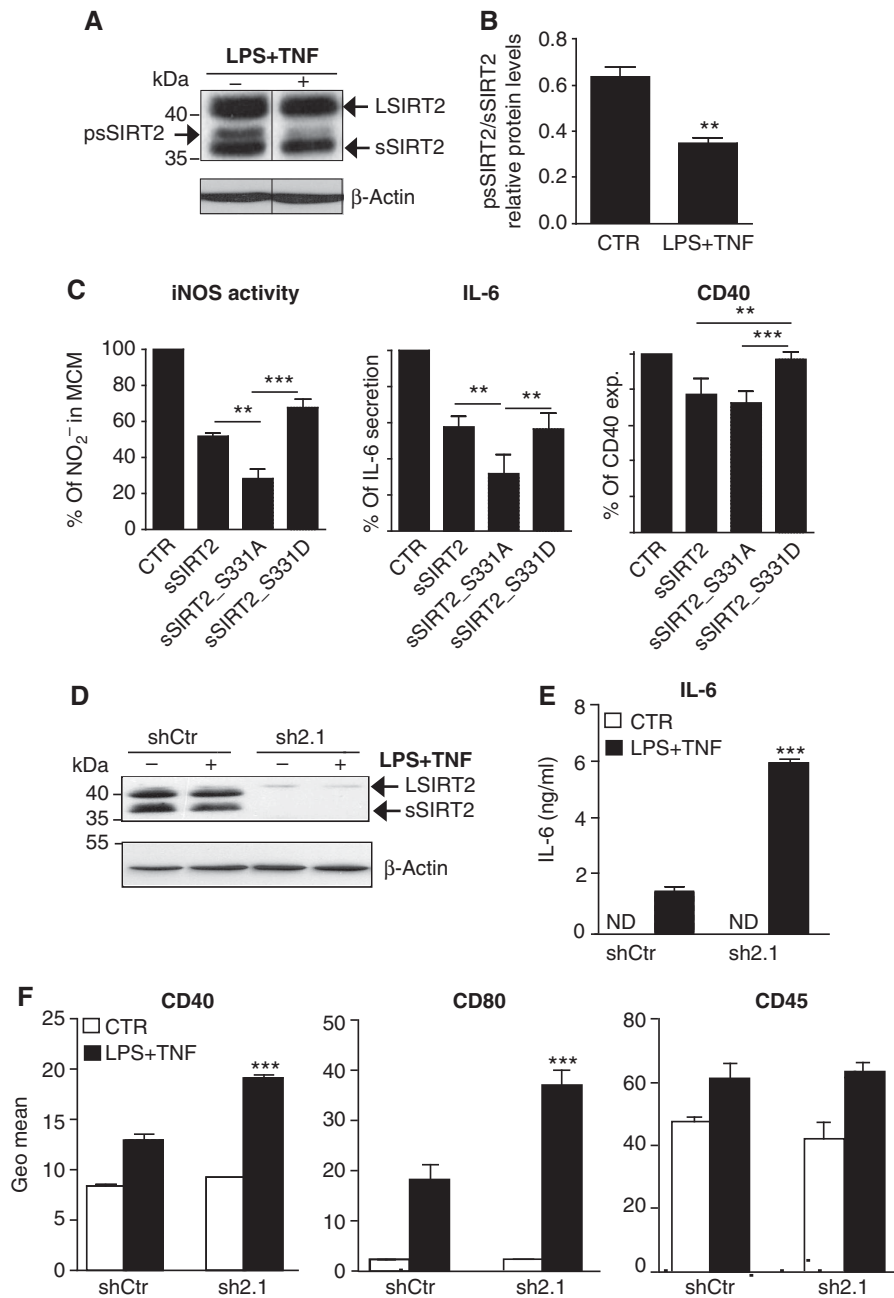 A
LPS+TNF
kDa − +
40
LSIRT2
psSIRT2
35
sSIRT2
β-Actin
B
psSIRT2/sSIRT2
relative protein levels
0.8
0.6
0.4
0.2
0.0
**
CTR LPS+TNF
C
iNOS activity
% Of NO₂⁻ in MCM
100
80
60
40
20
0
** ***
CTR
sSIRT2
sSIRT2_S331A
sSIRT2_S331D
IL-6
% Of IL-6 secretion
** **
CTR
sSIRT2
sSIRT2_S331A
sSIRT2_S331D
CD40
% Of CD40 exp.
**
***
CTR
sSIRT2
sSIRT2_S331A
sSIRT2_S331D
D
shCtr sh2.1
kDa − + − + LPS+TNF
40
LSIRT2
35
sSIRT2
55
β-Actin
E
IL-6
CTR
LPS+TNF
IL-6 (ng/ml)
8
6
4
2
0
***
ND ND
shCtr sh2.1
F
CD40
CTR
LPS+TNF
Geo mean
25
20
15
10
5
0
***
shCtr sh2.1
CD80
50
40
30
20
10
0
***
shCtr sh2.1
CD45
80
60
40
20
0
shCtr sh2.1